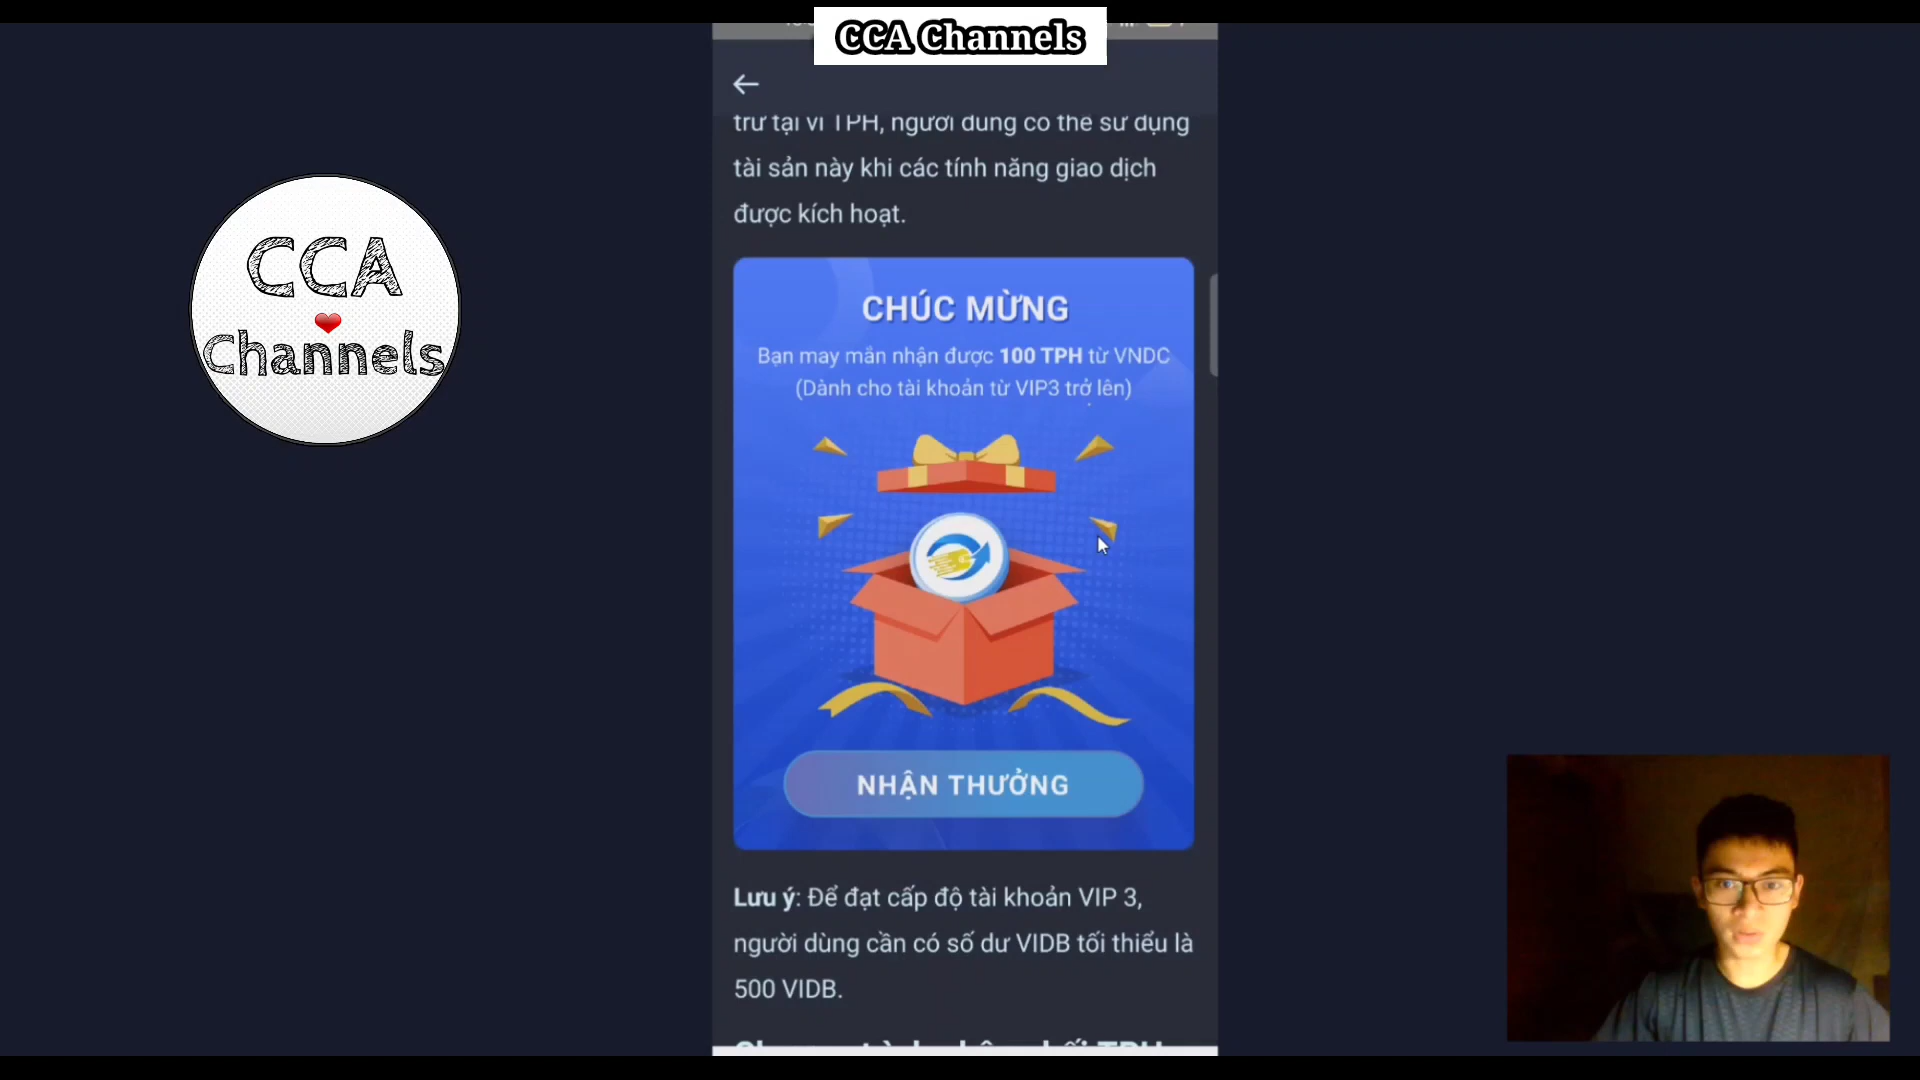 CCA Channels
CCA
Channels
trữ tại ví TPH, người dùng có thể sử dụng
tài sản này khi các tính năng giao dịch
được kích hoạt.
CHÚC MỪNG
Bạn may mắn nhận được 100 TPH từ VNDC
(Dành cho tài khoản từ VIP3 trở lên)
NHẬN THƯỞNG
Lưu ý: Để đạt cấp độ tài khoản VIP 3,
người dùng cần có số dư VIDB tối thiểu là
500 VIDB.